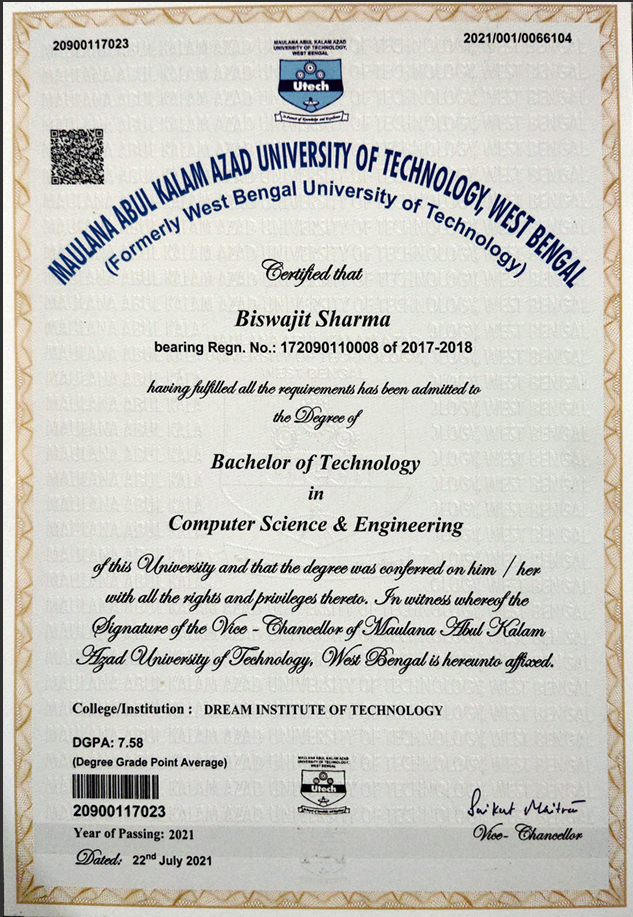 20900117023
2021/001/0066104
MAULANA ABUL KALAM AZAD
UNIVERSITY OF TECHNOLOGY,
WEST BENGAL
Utech
In Pursuit of Knowledge and Excellence
MAULANA ABUL KALAM AZAD UNIVERSITY OF TECHNOLOGY, WEST BENGAL
(Formerly West Bengal University of Technology)
Certified that
Biswajit Sharma
bearing Regn. No.: 172090110008 of 2017-2018
having fulfilled all the requirements has been admitted to
the Degree of
Bachelor of Technology
in
Computer Science & Engineering
of this University and that the degree was conferred on him / her
with all the rights and privileges thereto. In witness whereof the
Signature of the Vice - Chancellor of Maulana Abul Kalam
Azad University of Technology, West Bengal is hereunto affixed.
College/Institution : DREAM INSTITUTE OF TECHNOLOGY
DGPA: 7.58
(Degree Grade Point Average)
20900117023
Year of Passing: 2021
Dated: 22nd July 2021
MAULANA ABUL KALAM AZAD
UNIVERSITY OF TECHNOLOGY,
WEST BENGAL
Utech
Saikat Maitra
Vice- Chancellor